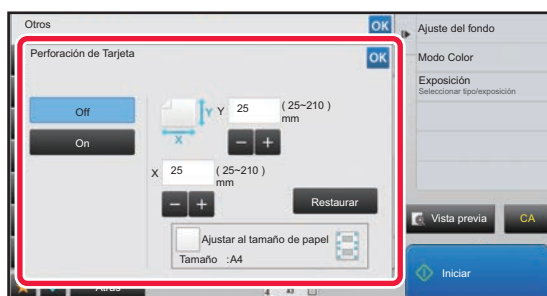 Otros
OK
Perforación de Tarjeta
OK
Off
On
Y
Y
25
( 25~210 )
mm
X
X
25
( 25~210 )
mm
Restaurar
Ajustar al tamaño de papel
Tamaño :A4
Atrás
Ajuste del fondo
Modo Color
Exposición
Seleccionar tipo/exposición
Vista previa
CA
Iniciar